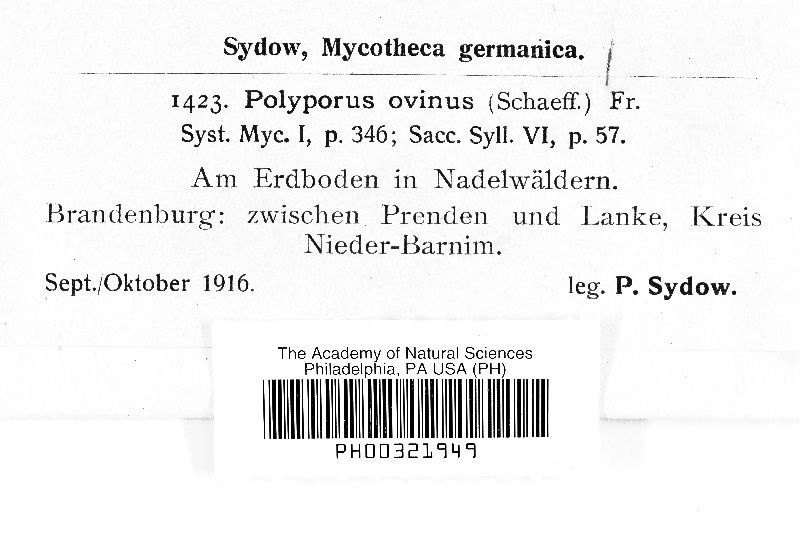 Sydow, Mycotheca germanica.
1423. Polyporus ovinus (Schaeff.) Fr.
Syst. Myc. I, p. 346; Sacc. Syll. VI, p. 57.
Am Erdboden in Nadelwäldern.
Brandenburg: zwischen Prenden und Lanke, Kreis
Nieder-Barnim.
Sept./Oktober 1916. leg. P. Sydow.
The Academy of Natural Sciences
Philadelphia, PA USA (PH)
PH00321949